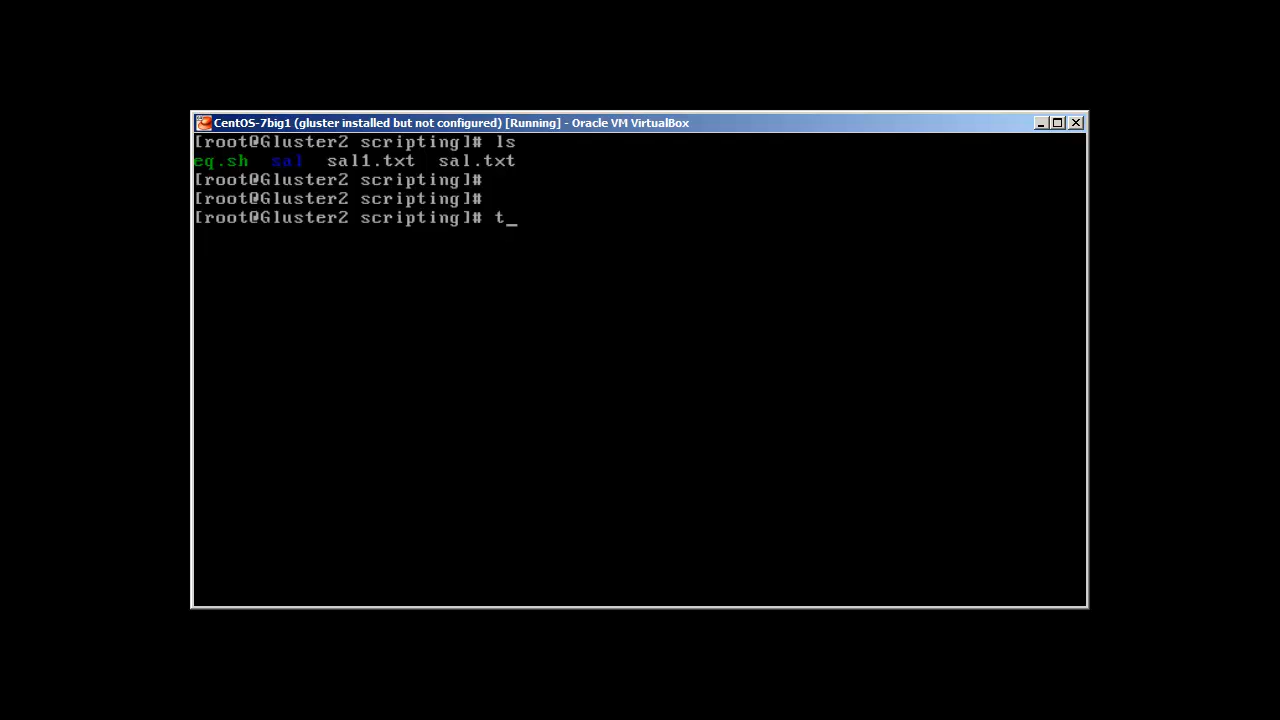 CentOS-7big1 (gluster installed but not configured) [Running] - Oracle VM VirtualBox
[root@Gluster2 scripting]# ls
eq.sh  sal  sal1.txt  sal.txt
[root@Gluster2 scripting]#
[root@Gluster2 scripting]#
[root@Gluster2 scripting]# t_